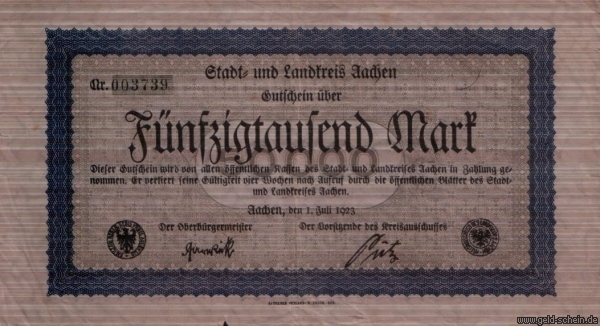 Stadt- und Landkreis Aachen
Nr. 003739
Gutschein über
Fünfzigtausend Mark
50000
Dieser Gutschein wird von allen öffentlichen Kassen des Stadt- und Landkreises Aachen in Zahlung ge-
nommen. Er verliert seine Gültigkeit vier Wochen nach Aufruf durch die öffentlichen Blätter des Stadt-
und Landkreises Aachen.
Aachen, den 1. Juli 1923
Der Oberbürgermeister Der Vorsitzende des Kreisausschusses
www.geld-schein.de